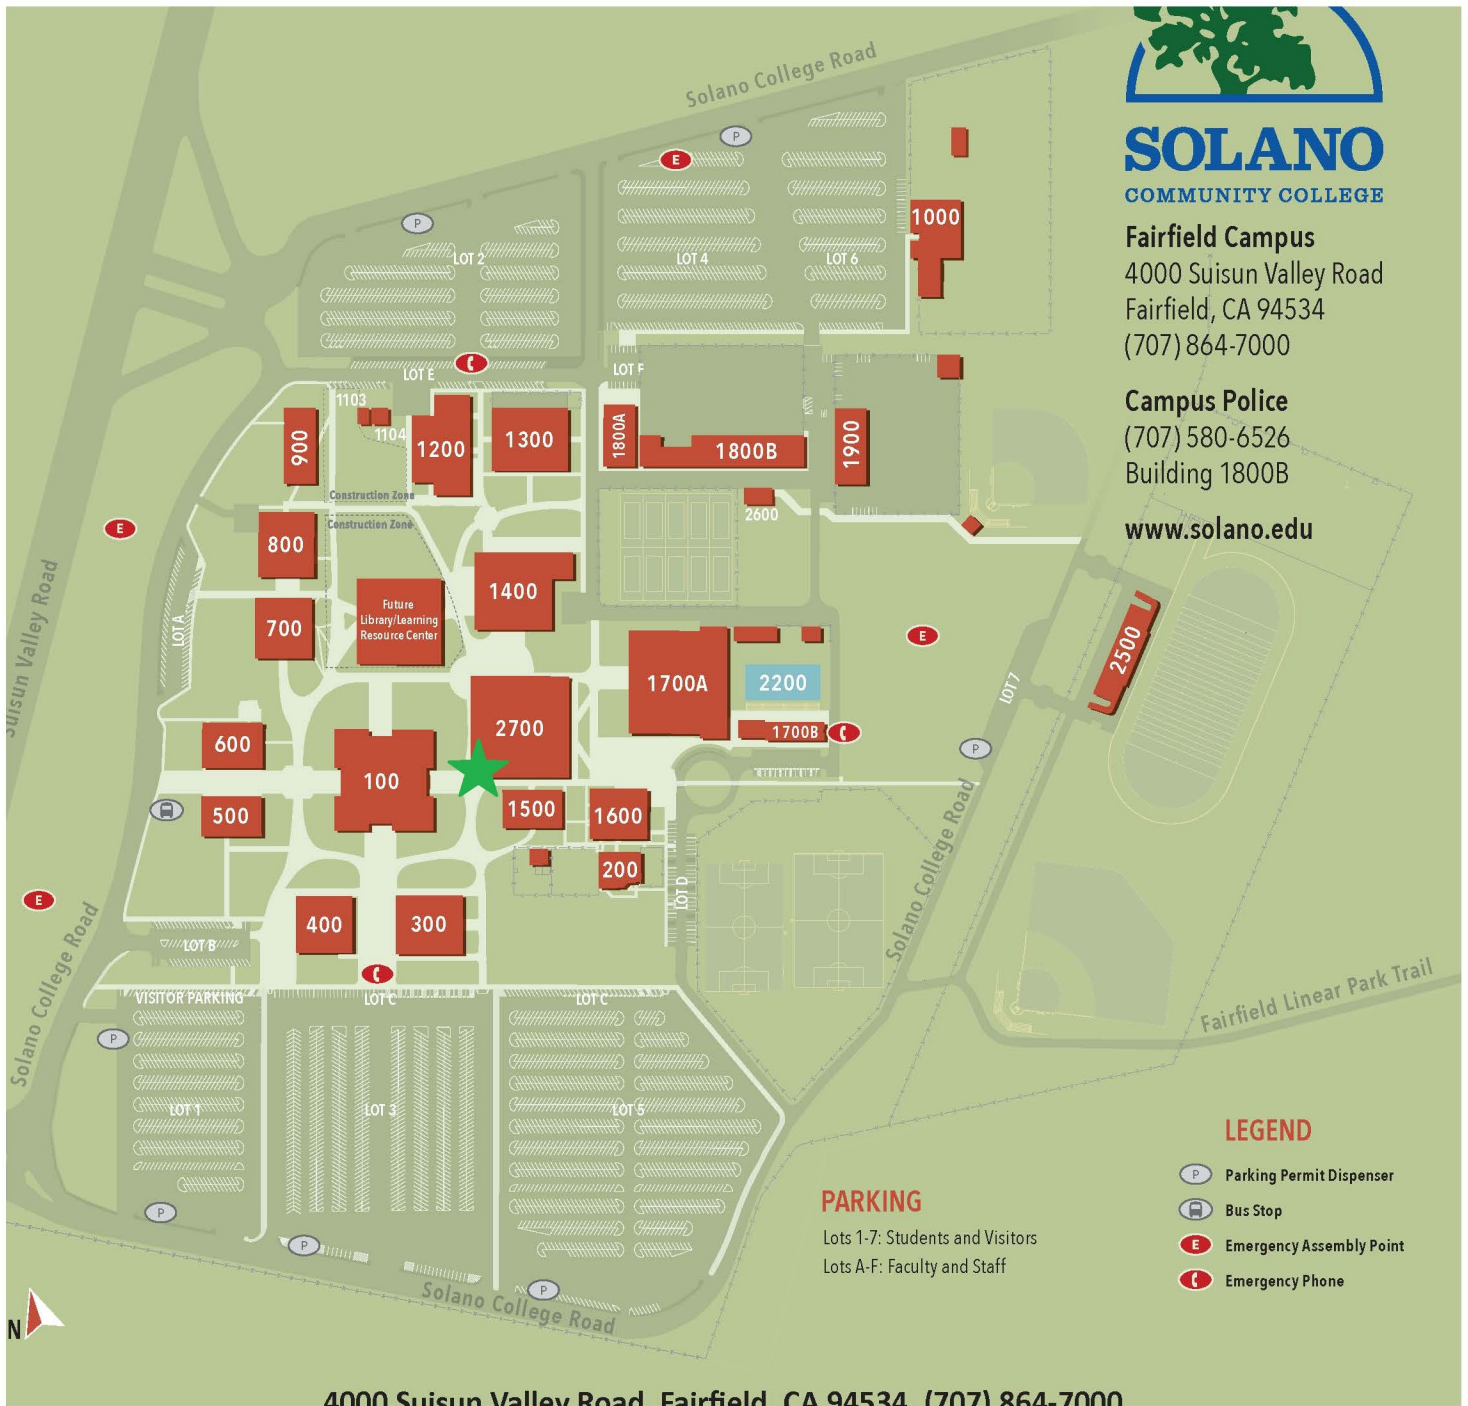 Solano College Road
SOLANO
COMMUNITY COLLEGE
Fairfield Campus
4000 Suisun Valley Road
Fairfield, CA 94534
(707) 864-7000
Campus Police
(707) 580-6526
Building 1800B
www.solano.edu
P
E
P
1000
LOT 2
LOT 4
LOT 6
LOT E
LOT F
1103
1104
900
1200
1300
1800A
1800B
1900
Construction Zone
Construction Zone
2600
E
800
1400
Future
Library/Learning
Resource Center
700
LOT A
Suisun Valley Road
E
2500
1700A
2200
LOT 7
2700
1700B
P
600
100
500
1500
1600
200
LOT D
Solano College Road
E
400
300
LOT B
Solano College Road
VISITOR PARKING
LOT C
LOT C
Fairfield Linear Park Trail
P
LOT 1
LOT 3
LOT 5
P
P
P
Solano College Road
N
PARKING
Lots 1-7: Students and Visitors
Lots A-F: Faculty and Staff
LEGEND
P Parking Permit Dispenser
Bus Stop
E Emergency Assembly Point
Emergency Phone
4000 Suisun Valley Road, Fairfield, CA 94534, (707) 864-7000